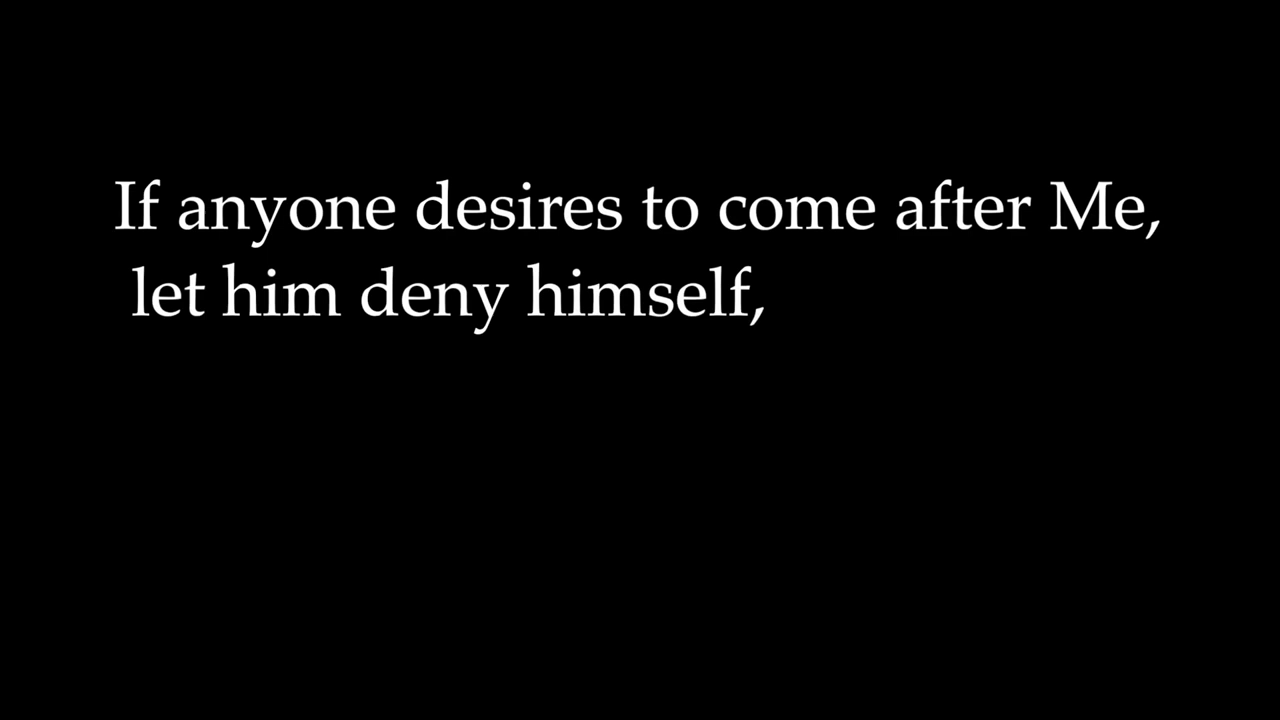 If anyone desires to come after Me,
let him deny himself,